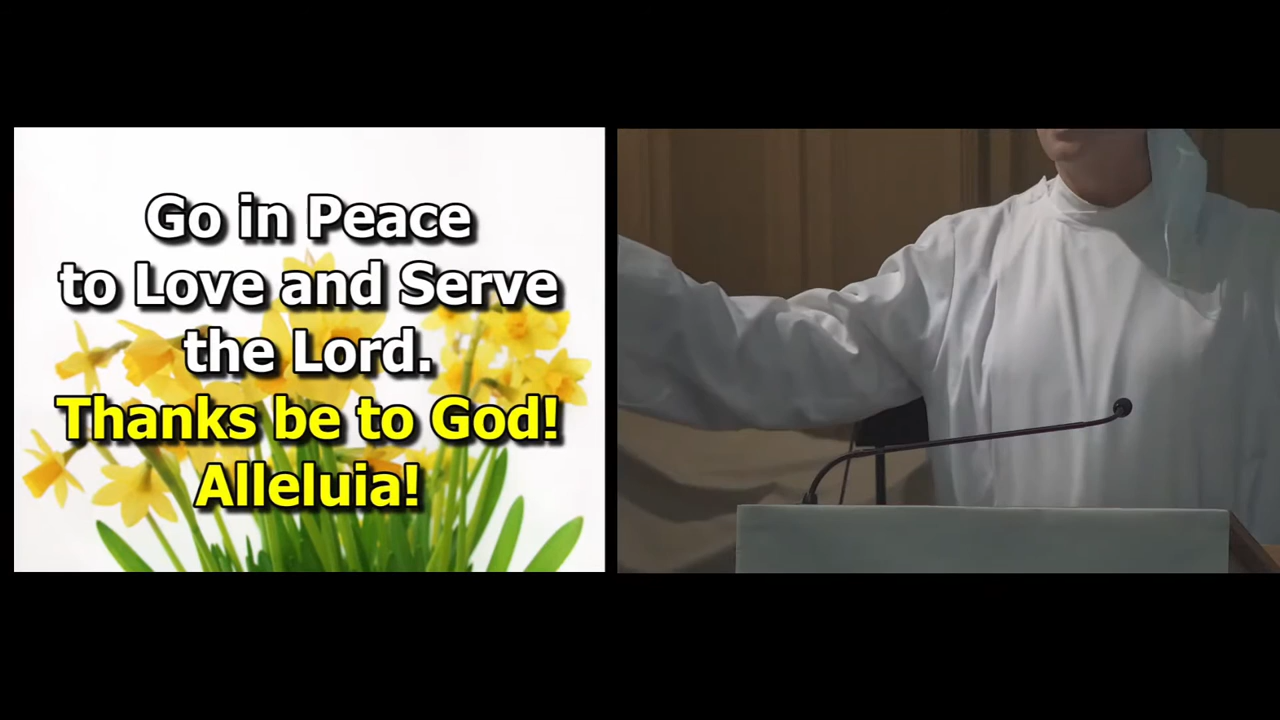 Go in Peace
to Love and Serve
the Lord.
Thanks be to God!
Alleluia!